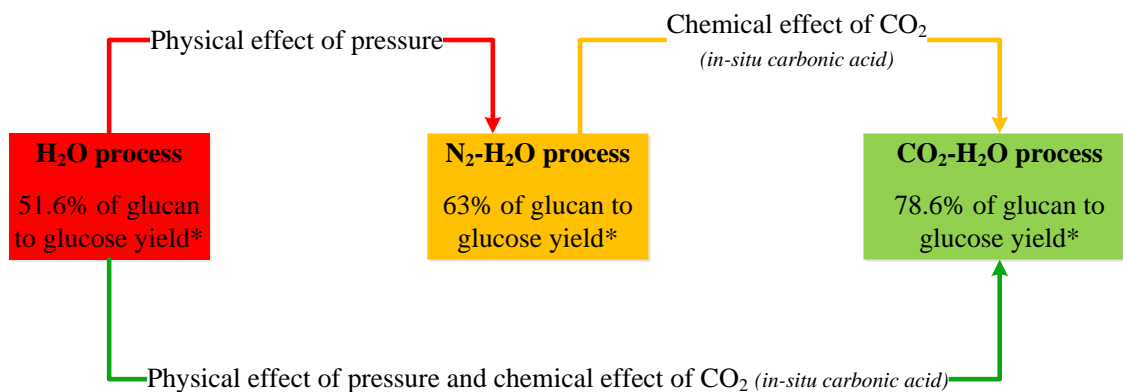 Physical effect of pressure
Chemical effect of CO₂
(in-situ carbonic acid)
H₂O process
51.6% of glucan
to glucose yield*
N₂-H₂O process
63% of glucan to
glucose yield*
CO₂-H₂O process
78.6% of glucan to
glucose yield*
Physical effect of pressure and chemical effect of CO₂ (in-situ carbonic acid)